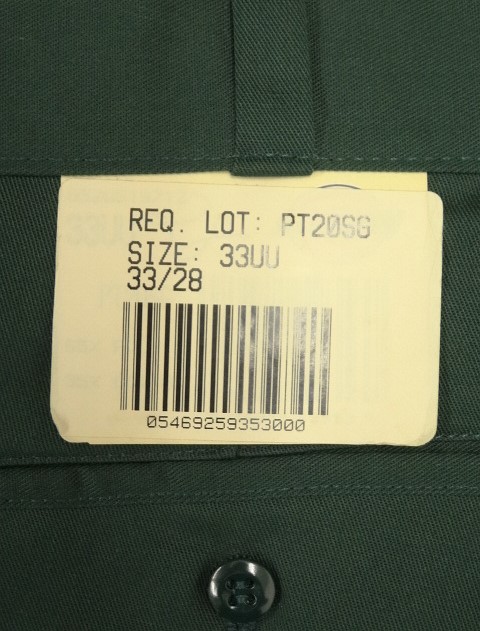 REQ. LOT: PT20SG
SIZE: 33UU
33/28
05469259353000